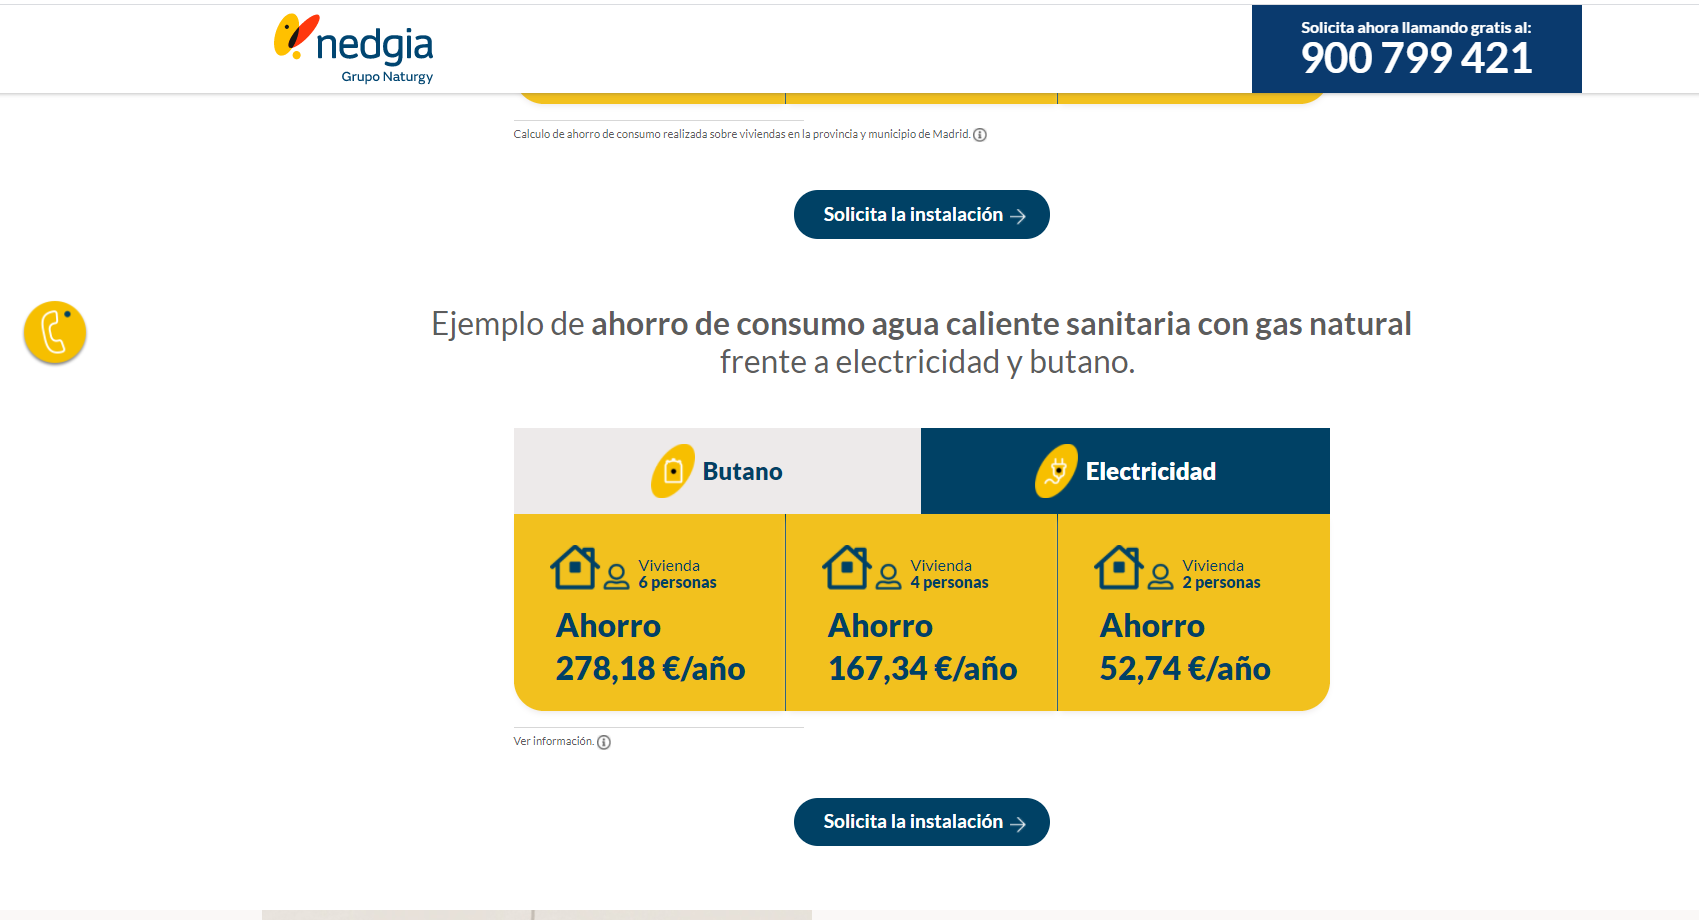 nedgia
Grupo Naturgy
Solicita ahora llamando gratis al:
900 799 421
Calculo de ahorro de consumo realizada sobre viviendas en la provincia y municipio de Madrid.
Solicita la instalación
Ejemplo de ahorro de consumo agua caliente sanitaria con gas natural
frente a electricidad y butano.
Butano
Electricidad
Vivienda
6 personas
Ahorro
278,18 €/año
Vivienda
4 personas
Ahorro
167,34 €/año
Vivienda
2 personas
Ahorro
52,74 €/año
Ver información.
Solicita la instalación